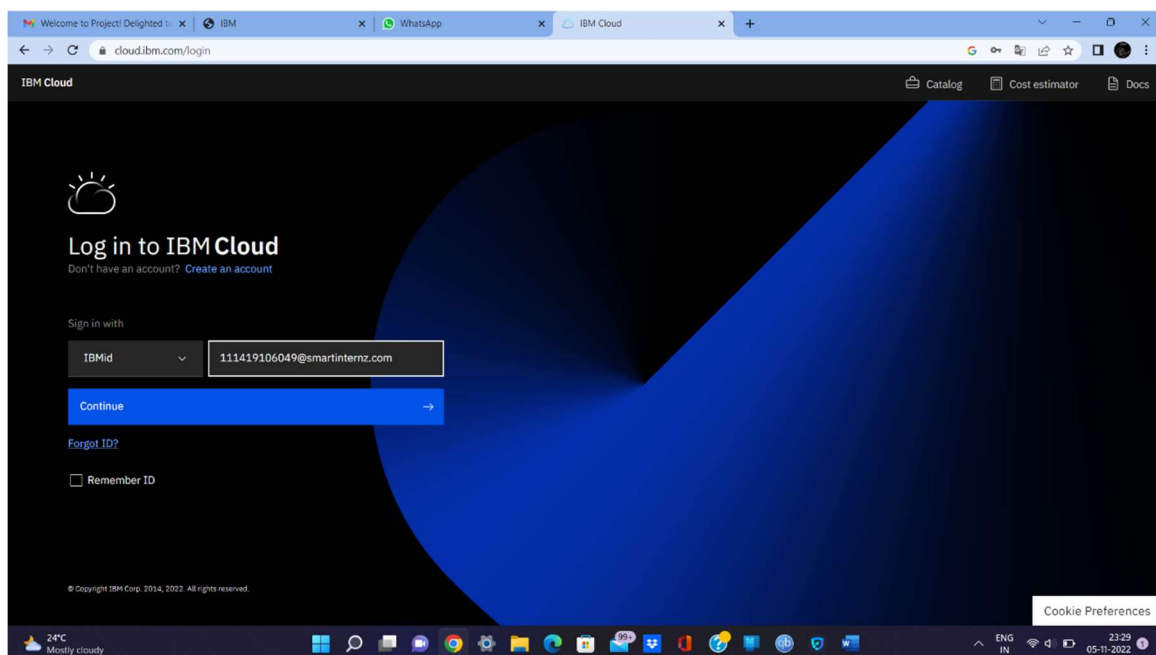 Welcome to Project! Delighted to
IBM
WhatsApp
IBM Cloud
cloud.ibm.com/login
IBM Cloud
Catalog
Cost estimator
Docs
Log in to IBM Cloud
Don't have an account? Create an account
Sign in with
IBMid
111419106049@smartinternz.com
Continue
Forgot ID?
Remember ID
© Copyright IBM Corp. 2014, 2022. All rights reserved.
Cookie Preferences
24°C
Mostly cloudy
99+
qb
ENG
IN
23:29
05-11-2022
1